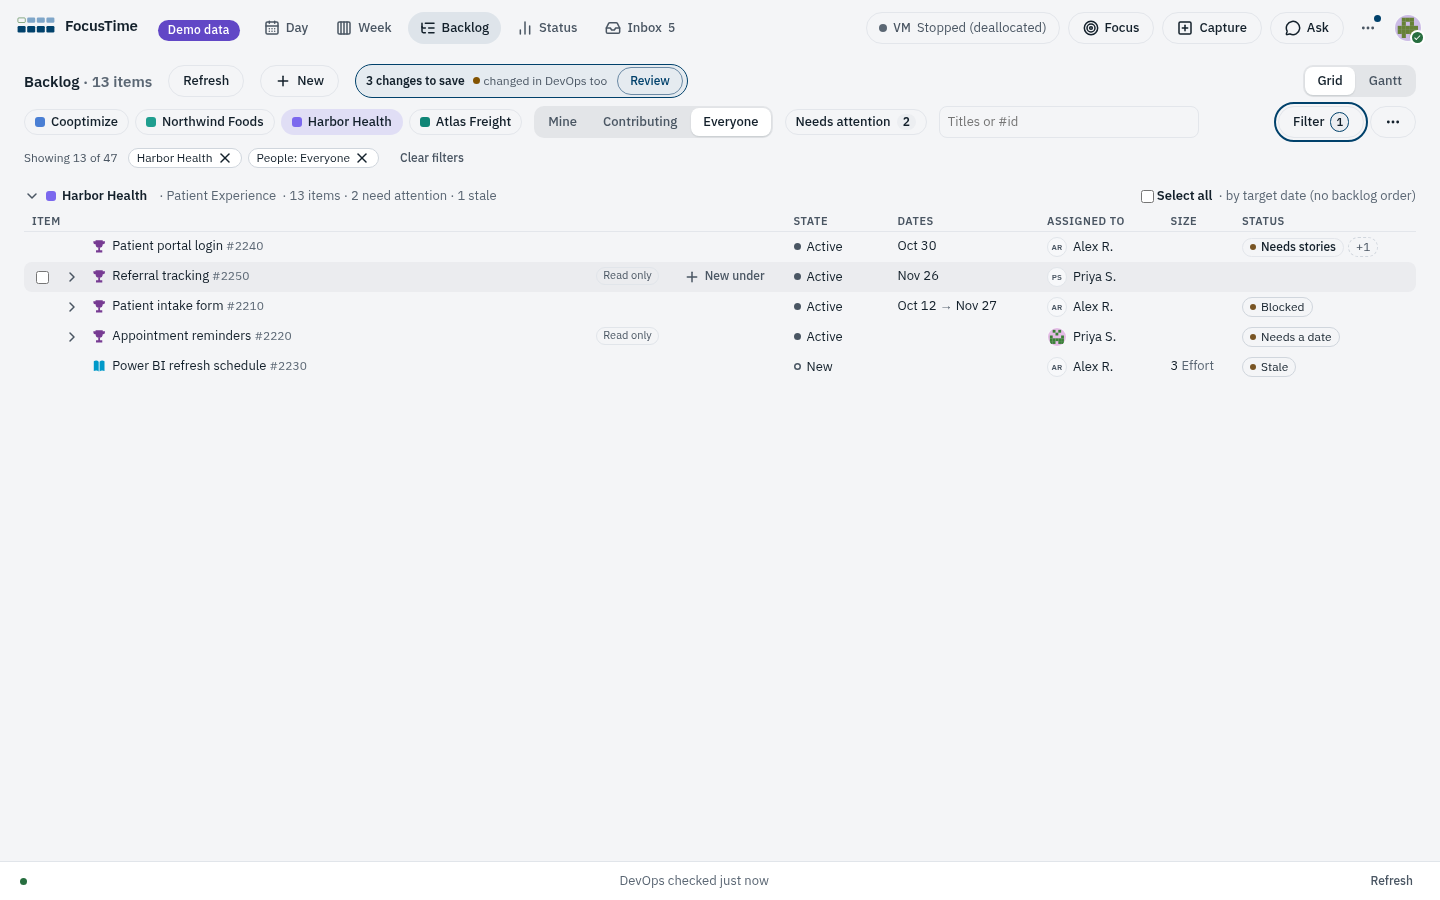 FocusTime Demo data Day Week Backlog Status Inbox 5 VM Stopped (deallocated) Focus Capture Ask
Backlog · 13 items Refresh New 3 changes to save changed in DevOps too Review Grid Gantt
Cooptimize Northwind Foods Harbor Health Atlas Freight Mine Contributing Everyone Needs attention 2 Titles or #id Filter 1
Showing 13 of 47 Harbor Health People: Everyone Clear filters
Harbor Health · Patient Experience · 13 items · 2 need attention · 1 stale Select all · by target date (no backlog order)
ITEM STATE DATES ASSIGNED TO SIZE STATUS
Patient portal login #2240 Active Oct 30 AR Alex R. Needs stories +1
Referral tracking #2250 Read only New under Active Nov 26 PS Priya S.
Patient intake form #2210 Active Oct 12 → Nov 27 AR Alex R. Blocked
Appointment reminders #2220 Read only Active Priya S. Needs a date
Power BI refresh schedule #2230 New AR Alex R. 3 Effort Stale
DevOps checked just now Refresh